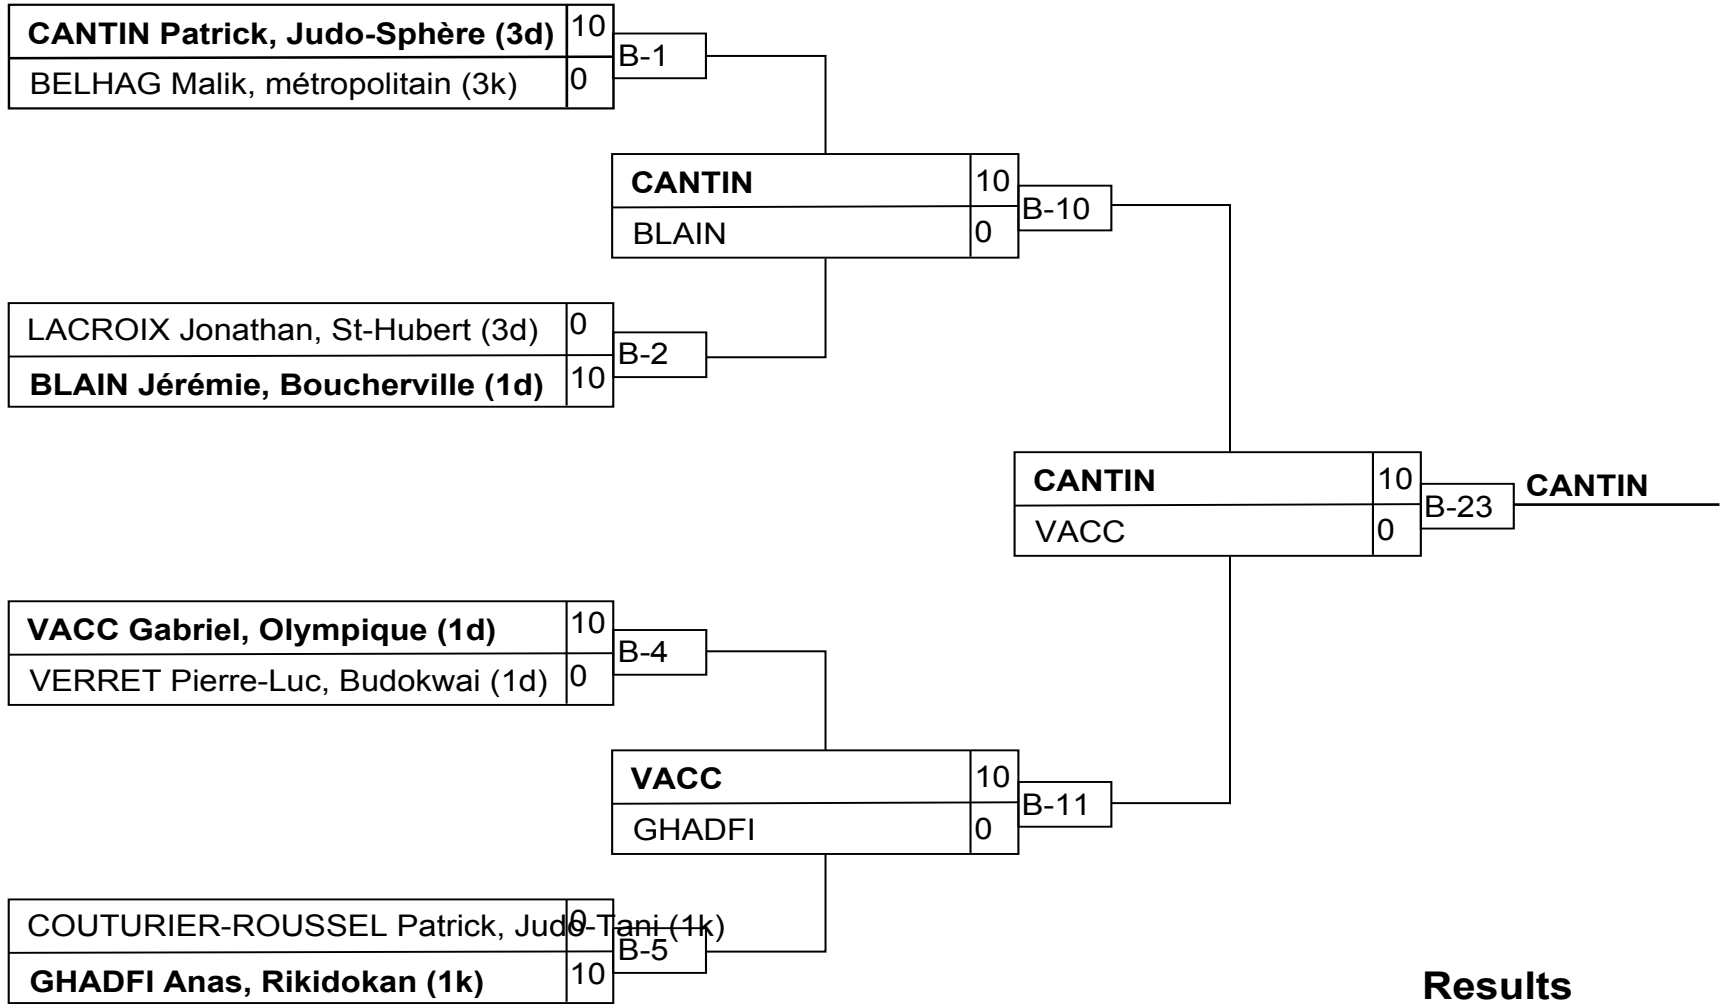 CANTIN Patrick, Judo-Sphère (3d) 10
B-1
BELHAG Malik, métropolitain (3k) 0
CANTIN 10
B-10
BLAIN 0
LACROIX Jonathan, St-Hubert (3d) 0
B-2
BLAIN Jérémie, Boucherville (1d) 10
CANTIN 10
B-23
CANTIN
VACC 0
VACC Gabriel, Olympique (1d) 10
B-4
VERRET Pierre-Luc, Budokwai (1d) 0
VACC 10
B-11
GHADFI 0
COUTURIER-ROUSSEL Patrick, Judo-Tani (1k) 0
B-5
GHADFI Anas, Rikidokan (1k) 10
Results